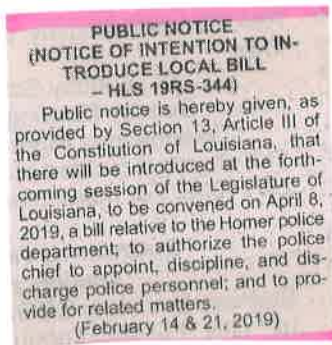 PUBLIC NOTICE
(NOTICE OF INTENTION TO IN-
TRODUCE LOCAL BILL
– HLS 19RS-344)
Public notice is hereby given, as
provided by Section 13, Article III of
the Constitution of Louisiana, that
there will be introduced at the forth-
coming session of the Legislature of
Louisiana, to be convened on April 8,
2019, a bill relative to the Homer police
department; to authorize the police
chief to appoint, discipline, and dis-
charge police personnel; and to pro-
vide for related matters.
(February 14 & 21, 2019)